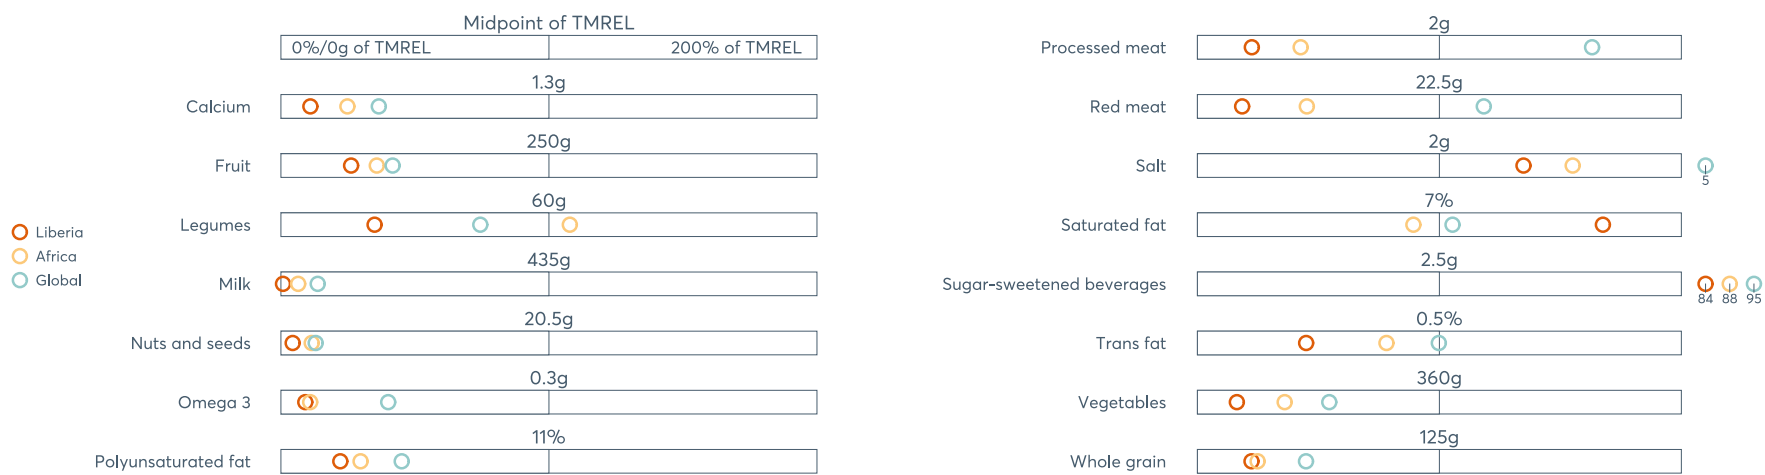 Midpoint of TMREL
0%/0g of TMREL
200% of TMREL
1.3g
Calcium
250g
Fruit
60g
Legumes
435g
Milk
20.5g
Nuts and seeds
0.3g
Omega 3
11%
Polyunsaturated fat
Liberia
Africa
Global
2g
Processed meat
22.5g
Red meat
2g
Salt
5
7%
Saturated fat
2.5g
Sugar-sweetened beverages
84 88 95
0.5%
Trans fat
360g
Vegetables
125g
Whole grain